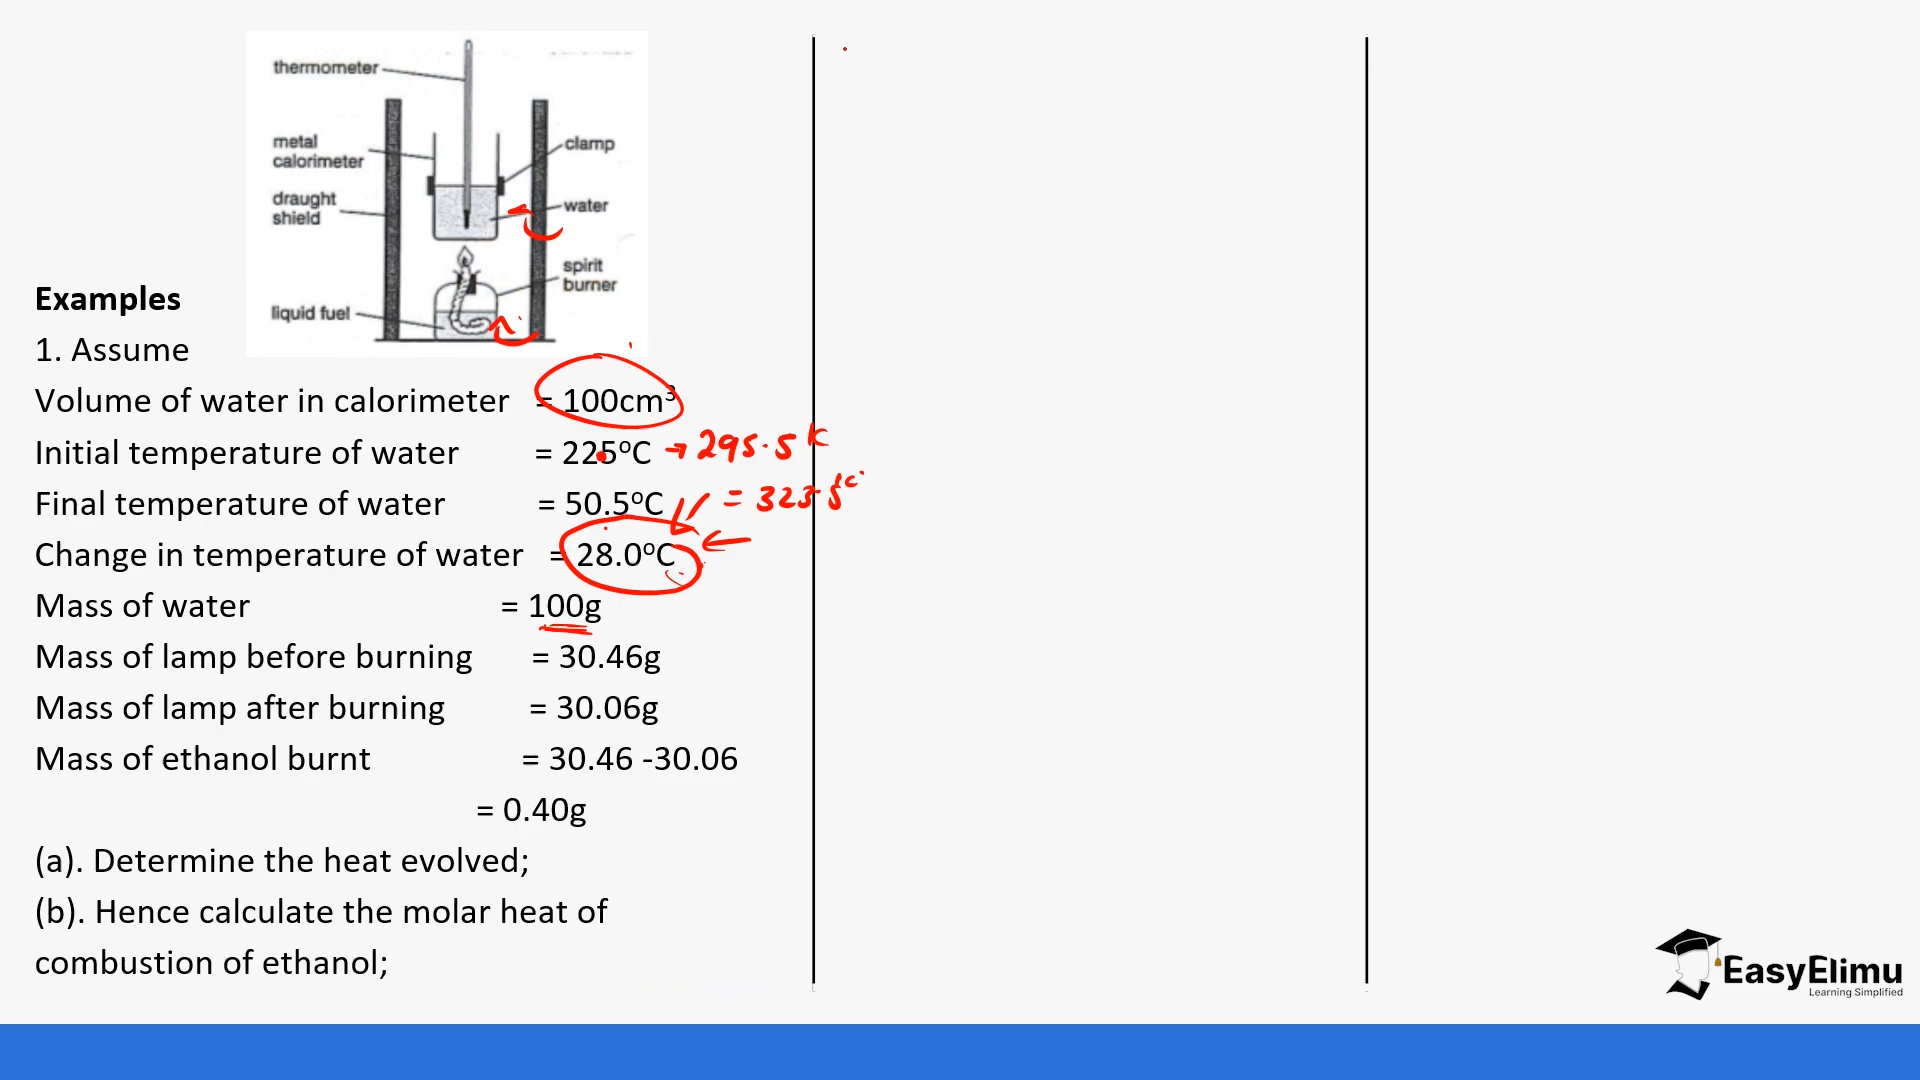 thermometer
metal
calorimeter
clamp
draught
shield
water
spirit
burner
liquid fuel
Examples
1. Assume
Volume of water in calorimeter = 100cm³
Initial temperature of water = 225⁰C → 295.5 K
Final temperature of water = 50.5⁰C = 323.5 K
Change in temperature of water = 28.0⁰C
Mass of water = 100g
Mass of lamp before burning = 30.46g
Mass of lamp after burning = 30.06g
Mass of ethanol burnt = 30.46 -30.06
= 0.40g
(a). Determine the heat evolved;
(b). Hence calculate the molar heat of
combustion of ethanol;
EasyElimu
Learning Simplified